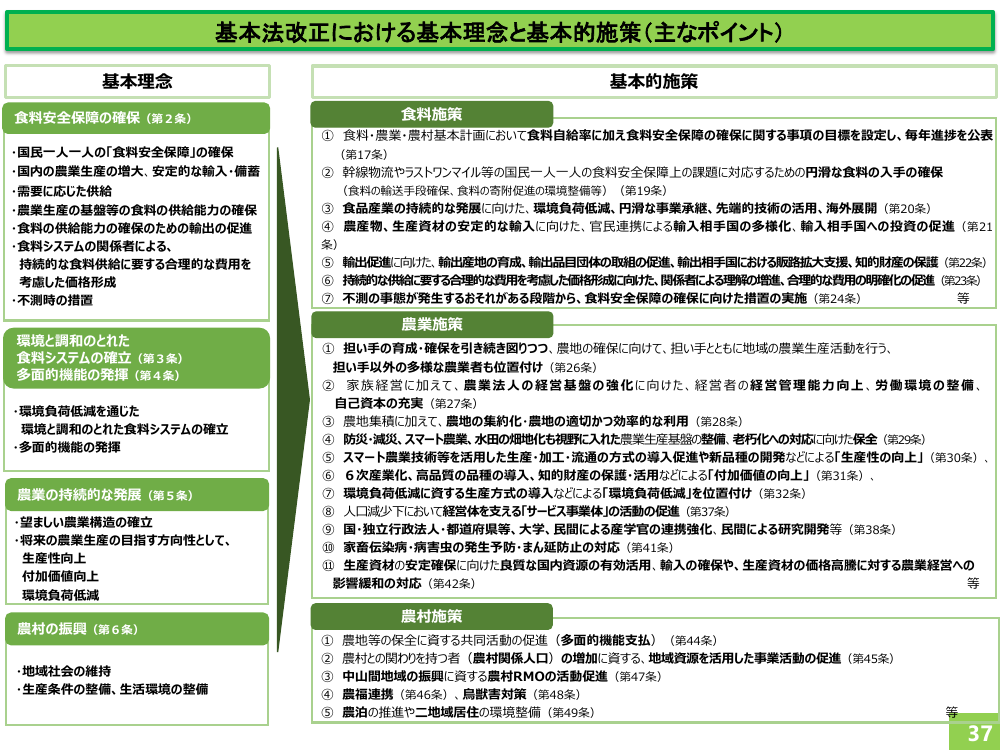 基本法改正における基本理念と基本的施策（主なポイント）
基本理念
食料安全保障の確保（第２条）
・国民一人一人の「食料安全保障」の確保
・国内の農業生産の増大、安定的な輸入・備蓄
・需要に応じた供給
・農業生産の基盤等の食料の供給能力の確保
・食料の供給能力の確保のための輸出の促進
・食料システムの関係者による、
持続的な食料供給に要する合理的な費用を
考慮した価格形成
・不測時の措置
環境と調和のとれた
食料システムの確立（第３条）
多面的機能の発揮（第４条）
・環境負荷低減を通じた
環境と調和のとれた食料システムの確立
・多面的機能の発揮
農業の持続的な発展（第５条）
・望ましい農業構造の確立
・将来の農業生産の目指す方向性として、
生産性向上
付加価値向上
環境負荷低減
農村の振興（第６条）
・地域社会の維持
・生産条件の整備、生活環境の整備
基本的施策
食料施策
① 食料・農業・農村基本計画において食料自給率に加え食料安全保障の確保に関する事項の目標を設定し、毎年進捗を公表
（第17条）
② 幹線物流やラストワンマイル等の国民一人一人の食料安全保障上の課題に対応するための円滑な食料の入手の確保
（食料の輸送手段確保、食料の寄附促進の環境整備等）（第19条）
③ 食品産業の持続的な発展に向けた、環境負荷低減、円滑な事業承継、先端的技術の活用、海外展開（第20条）
④ 農産物、生産資材の安定的な輸入に向けた、官民連携による輸入相手国の多様化、輸入相手国への投資の促進（第21
条）
⑤ 輸出促進に向けた、輸出産地の育成、輸出品目団体の取組の促進、輸出相手国における販路拡大支援、知的財産の保護（第22条）
⑥ 持続的な供給に要する合理的な費用を考慮した価格形成に向けた、関係者による理解の増進、合理的な費用の明確化の促進（第23条）
⑦ 不測の事態が発生するおそれがある段階から、食料安全保障の確保に向けた措置の実施（第24条） 等
農業施策
① 担い手の育成・確保を引き続き図りつつ、農地の確保に向けて、担い手とともに地域の農業生産活動を行う、
担い手以外の多様な農業者も位置付け（第26条）
② 家族経営に加えて、農業法人の経営基盤の強化に向けた、経営者の経営管理能力向上、労働環境の整備、
自己資本の充実（第27条）
③ 農地集積に加えて、農地の集約化・農地の適切かつ効率的な利用（第28条）
④ 防災・減災、スマート農業、水田の畑地化も視野に入れた農業生産基盤の整備、老朽化への対応に向けた保全（第29条）
⑤ スマート農業技術等を活用した生産・加工・流通の方式の導入促進や新品種の開発などによる「生産性の向上」（第30条）、
⑥ ６次産業化、高品質の品種の導入、知的財産の保護・活用などによる「付加価値の向上」（第31条）、
⑦ 環境負荷低減に資する生産方式の導入などによる「環境負荷低減」を位置付け（第32条）
⑧ 人口減少下において経営体を支える「サービス事業体」の活動の促進（第37条）
⑨ 国・独立行政法人・都道府県等、大学、民間による産学官の連携強化、民間による研究開発等（第38条）
⑩ 家畜伝染病・病害虫の発生予防・まん延防止の対応（第41条）
⑪ 生産資材の安定確保に向けた良質な国内資源の有効活用、輸入の確保や、生産資材の価格高騰に対する農業経営への
影響緩和の対応（第42条） 等
農村施策
① 農地等の保全に資する共同活動の促進（多面的機能支払）（第44条）
② 農村との関わりを持つ者（農村関係人口）の増加に資する、地域資源を活用した事業活動の促進（第45条）
③ 中山間地域の振興に資する農村RMOの活動促進（第47条）
④ 農福連携（第46条）、鳥獣害対策（第48条）
⑤ 農泊の推進や二地域居住の環境整備（第49条） 等
37